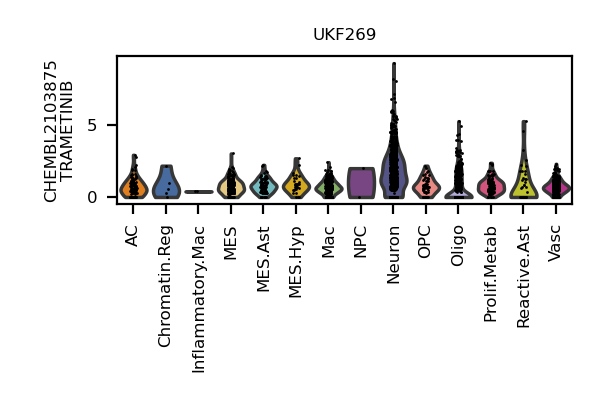 UKF269
CHEMBL2103875
TRAMETINIB
5
0
AC
Chromatin.Reg
Inflammatory.Mac
MES
MES.Ast
MES.Hyp
Mac
NPC
Neuron
OPC
Oligo
Prolif.Metab
Reactive.Ast
Vasc